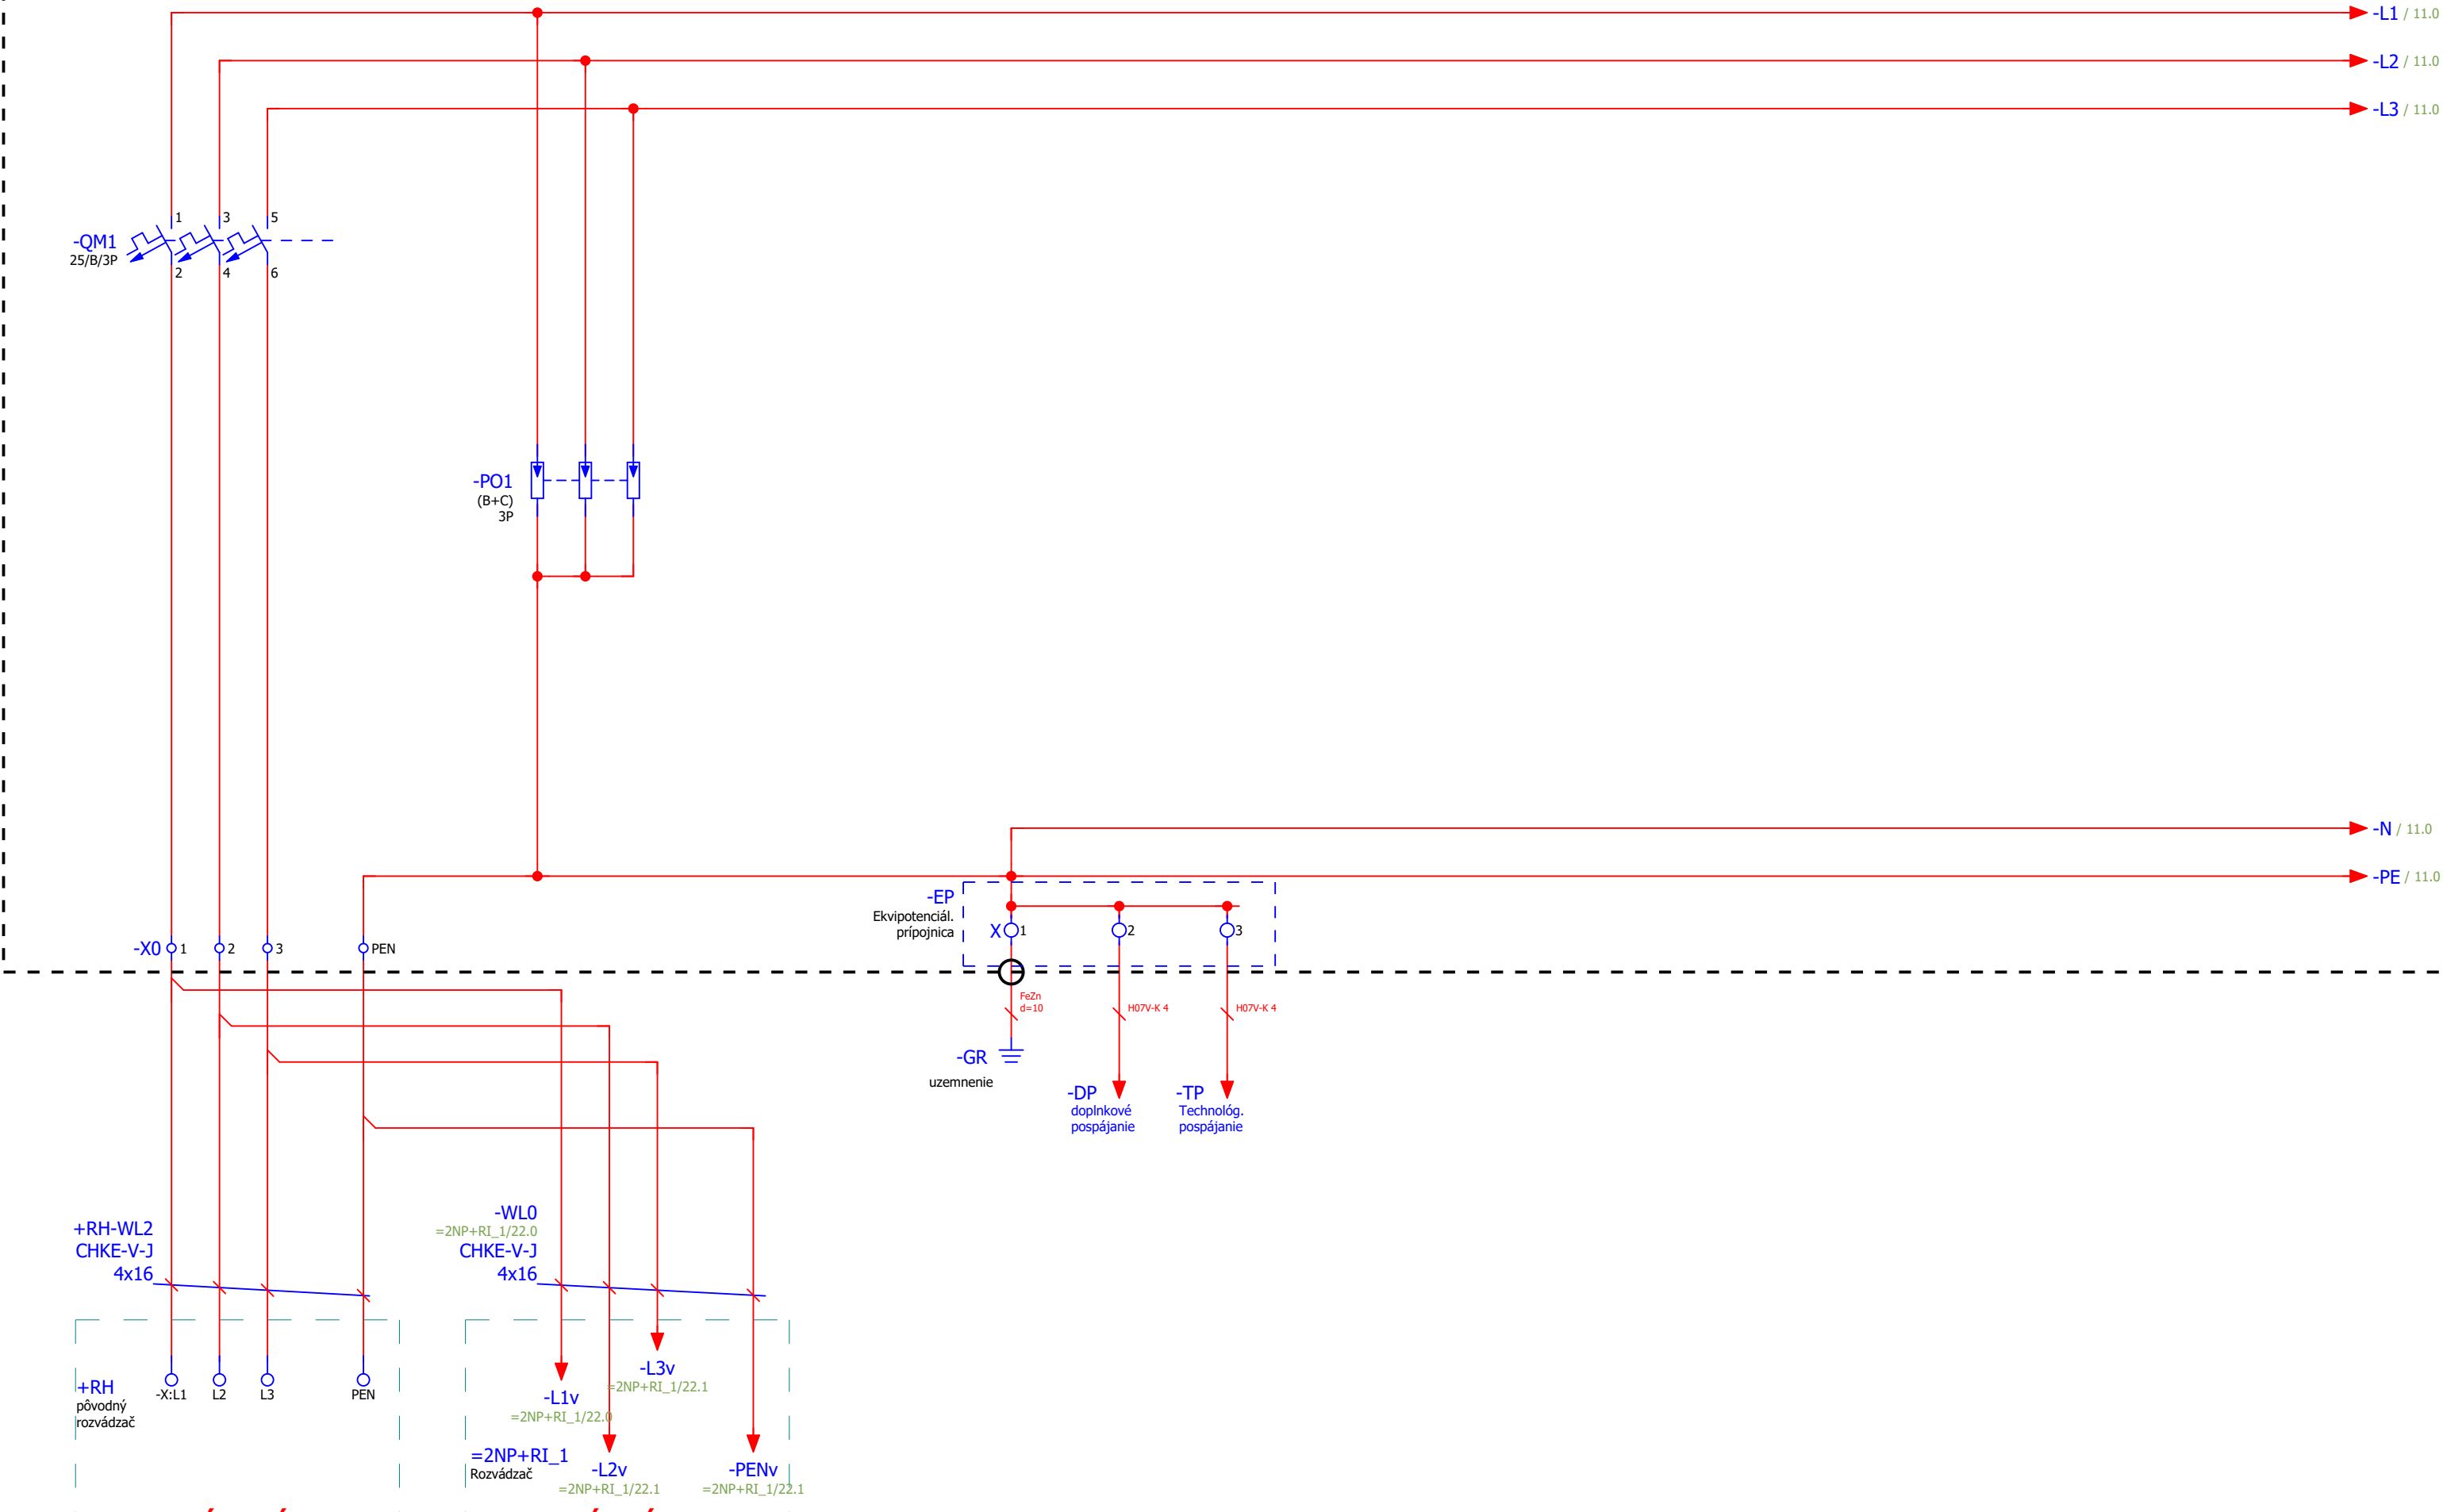 -L1 / 11.0
-L2 / 11.0
-L3 / 11.0
1 3 5
-QM1
25/B/3P
2 4 6
-PO1
(B+C)
3P
-N / 11.0
-PE / 11.0
-EP
Ekvipotenciál.
prípojnica
X 1 2 3
-X0 1 2 3 PEN
FeZn
d=10
H07V-K 4
H07V-K 4
-GR
uzemnenie
-DP
doplnkové
pospájanie
-TP
Technológ.
pospájanie
+RH-WL2
CHKE-V-J
4x16
-WL0
=2NP+RI_1/22.0
CHKE-V-J
4x16
+RH
pôvodný
rozvádzač
-X:L1 L2 L3 PEN
-L3v
=2NP+RI_1/22.1
-L1v
=2NP+RI_1/22.0
=2NP+RI_1
Rozvádzač
-L2v
=2NP+RI_1/22.1
-PENv
=2NP+RI_1/22.1